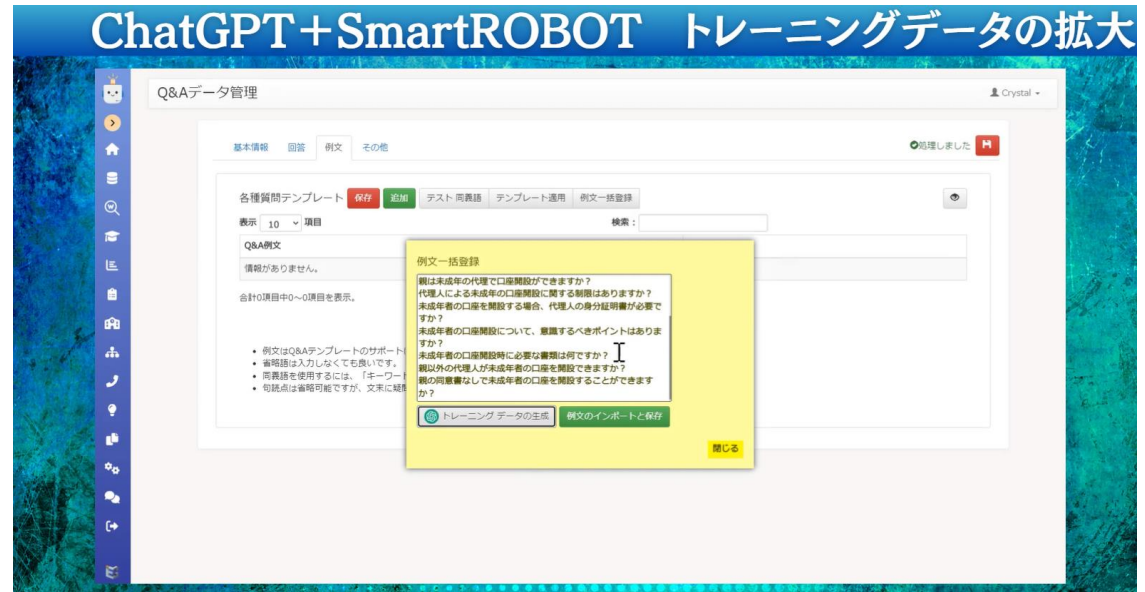 ChatGPT＋SmartROBOT トレーニングデータの拡大
Q&Aデータ管理
Crystal
基本情報 回答 例文 その他
処理しました
各種質問テンプレート 保存 追加 テスト 同義語 テンプレート適用 例文一括登録
表示 10 項目 検索：
Q&A例文
情報がありません。
合計0項目中0～0項目を表示。
例文一括登録
親は未成年の代理で口座開設ができますか？
代理人による未成年の口座開設に関する制限はありますか？
未成年者の口座を開設する場合、代理人の身分証明書が必要で
すか？
未成年者の口座開設について、意識するべきポイントはありま
すか？
未成年者の口座開設時に必要な書類は何ですか？
親以外の代理人が未成年者の口座を開設できますか？
親の同意書なしで未成年者の口座を開設することができます
か？
トレーニング データの生成 例文のインポートと保存
閉じる
• 例文はQ&Aテンプレートのサポート
• 省略語は入力しなくても良いです。
• 同義語を使用するには、「キーワー
• 句読点は省略可能ですが、文末に疑